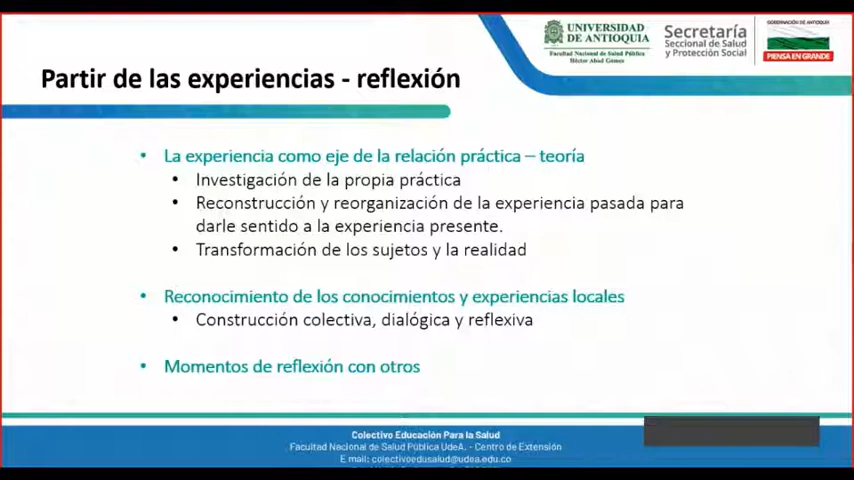 UNIVERSIDAD
DE ANTIOQUIA
Facultad Nacional de Salud Pública
Héctor Abad Gómez
Secretaría
Seccional de Salud
y Protección Social
GOBERNACIÓN DE ANTIOQUIA
PIENSA EN GRANDE
Partir de las experiencias - reflexión
• La experiencia como eje de la relación práctica – teoría
• Investigación de la propia práctica
• Reconstrucción y reorganización de la experiencia pasada para
darle sentido a la experiencia presente.
• Transformación de los sujetos y la realidad
• Reconocimiento de los conocimientos y experiencias locales
• Construcción colectiva, dialógica y reflexiva
• Momentos de reflexión con otros
Colectivo Educación Para la Salud
Facultad Nacional de Salud Pública UdeA. - Centro de Extensión
E mail: colectivoedusalud@udea.edu.co